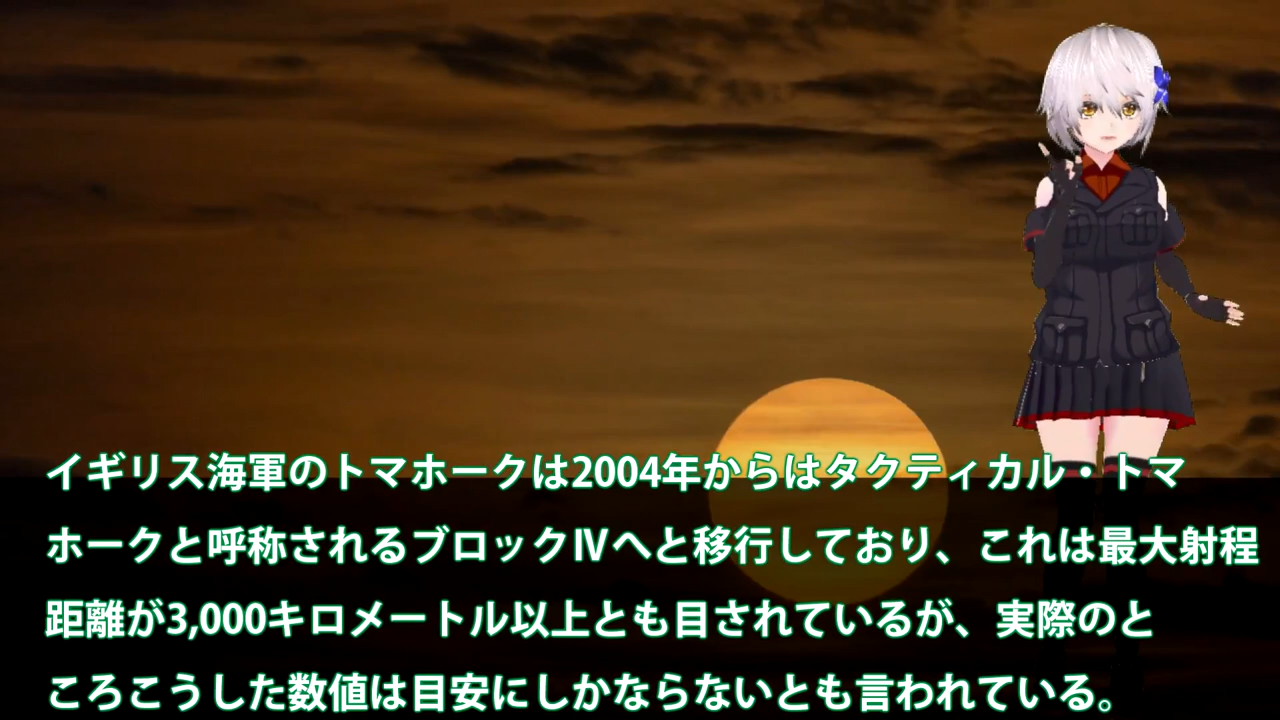 イギリス海軍のトマホークは2004年からはタクティカル・トマ
ホークと呼称されるブロックⅣへと移行しており、これは最大射程
距離が3,000キロメートル以上とも目されているが、実際のと
ころこうした数値は目安にしかならないとも言われている。